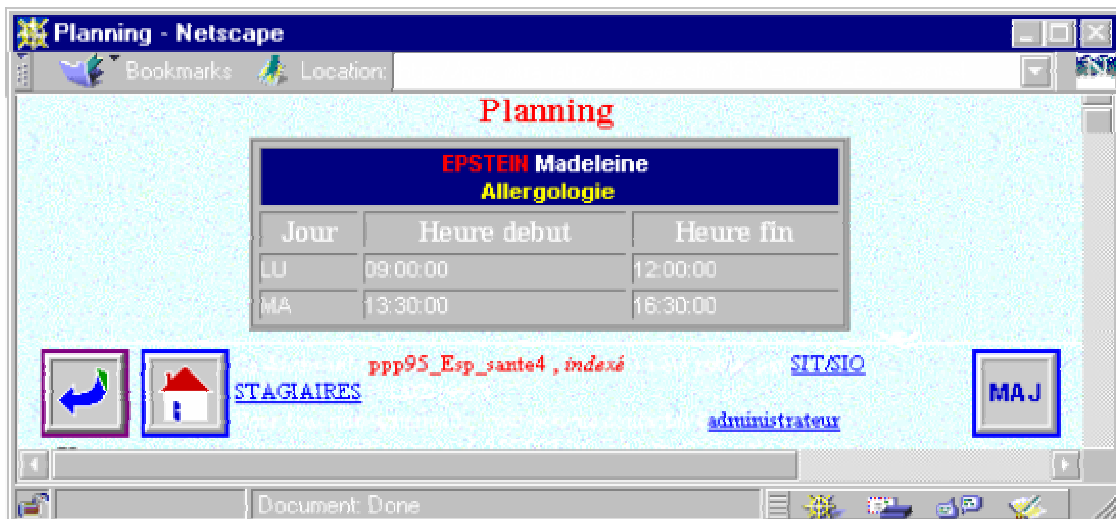 Planning - Netscape
Bookmarks Location:
Planning
EPSTEIN Madeleine
Allergologie
Jour Heure debut Heure fin
LU 09:00:00 12:00:00
MA 13:30:00 16:30:00
ppp95_Esp_sante4 , indexé SIT/SIO
STAGIAIRES
administrateur
MAJ
Document: Done